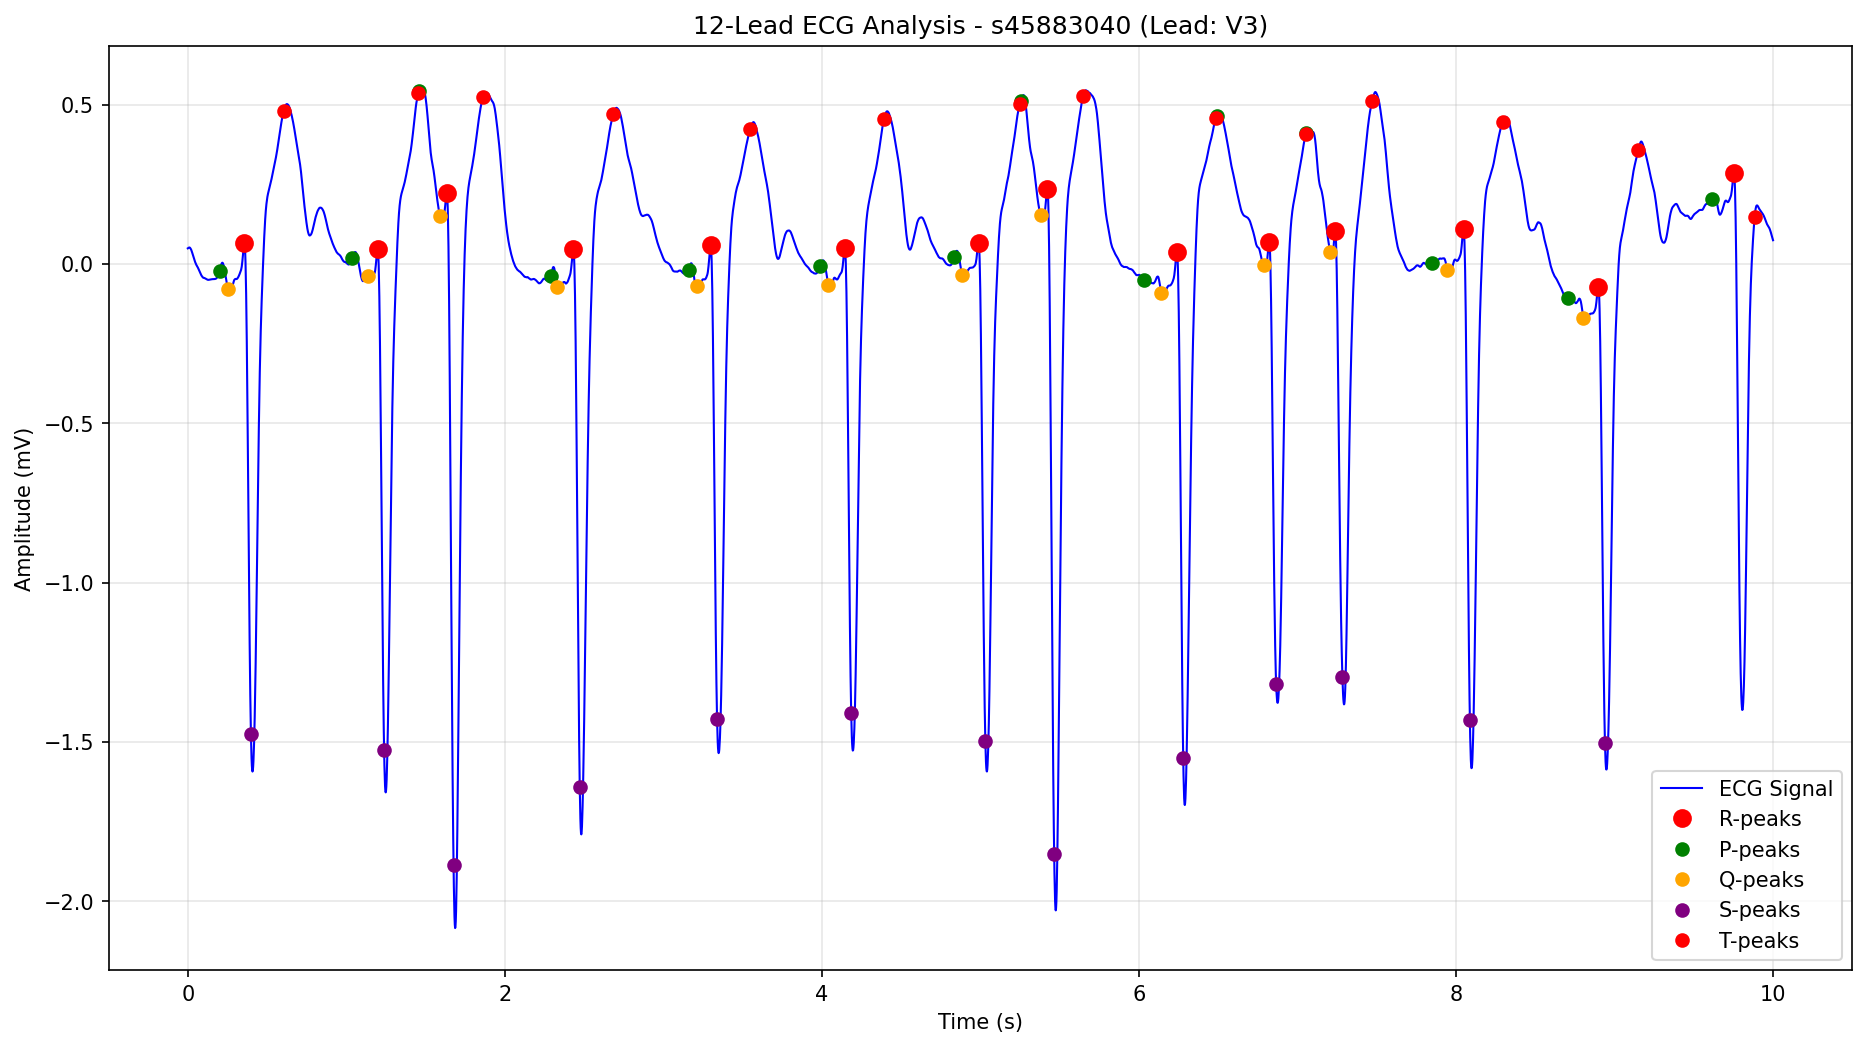 12-Lead ECG Analysis - s45883040 (Lead: V3)
Amplitude (mV)
0.5
0.0
−0.5
−1.0
−1.5
−2.0
ECG Signal
R-peaks
P-peaks
Q-peaks
S-peaks
T-peaks
0 2 4 6 8 10
Time (s)